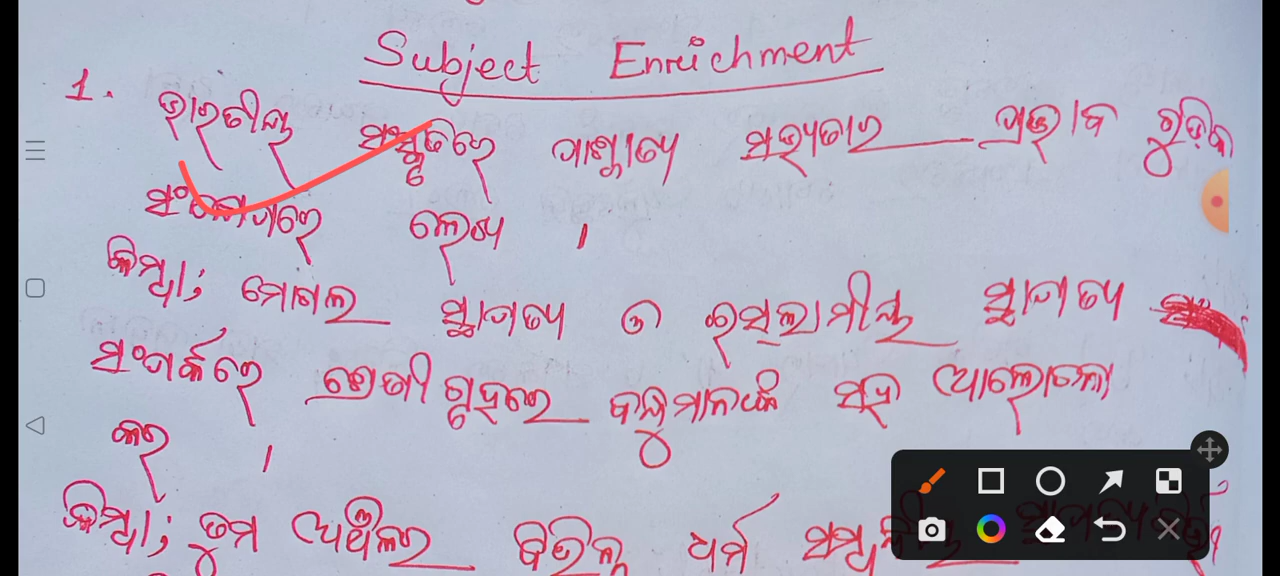 Subject Enrichment
1. ଭାରତୀୟ ସଂସ୍କୃତିରେ ପାଶ୍ଚାତ୍ୟ ସଭ୍ୟତାର ପ୍ରଭାବ ଗୁଡ଼ିକ
ସଂକ୍ଷେପରେ ଲେଖ ।
କିମ୍ବା; ମୋଗଲ ସ୍ଥାପତ୍ୟ ଓ ଇସଲାମୀୟ ସ୍ଥାପତ୍ୟ
ସଂପର୍କରେ ଶ୍ରେଣୀଗୃହରେ ବନ୍ଧୁମାନଙ୍କ ସହ ଆଲୋଚନା
କର ।
କିମ୍ବା; ତୁମ ଅଞ୍ଚଳର ବିଭିନ୍ନ ଧର୍ମ